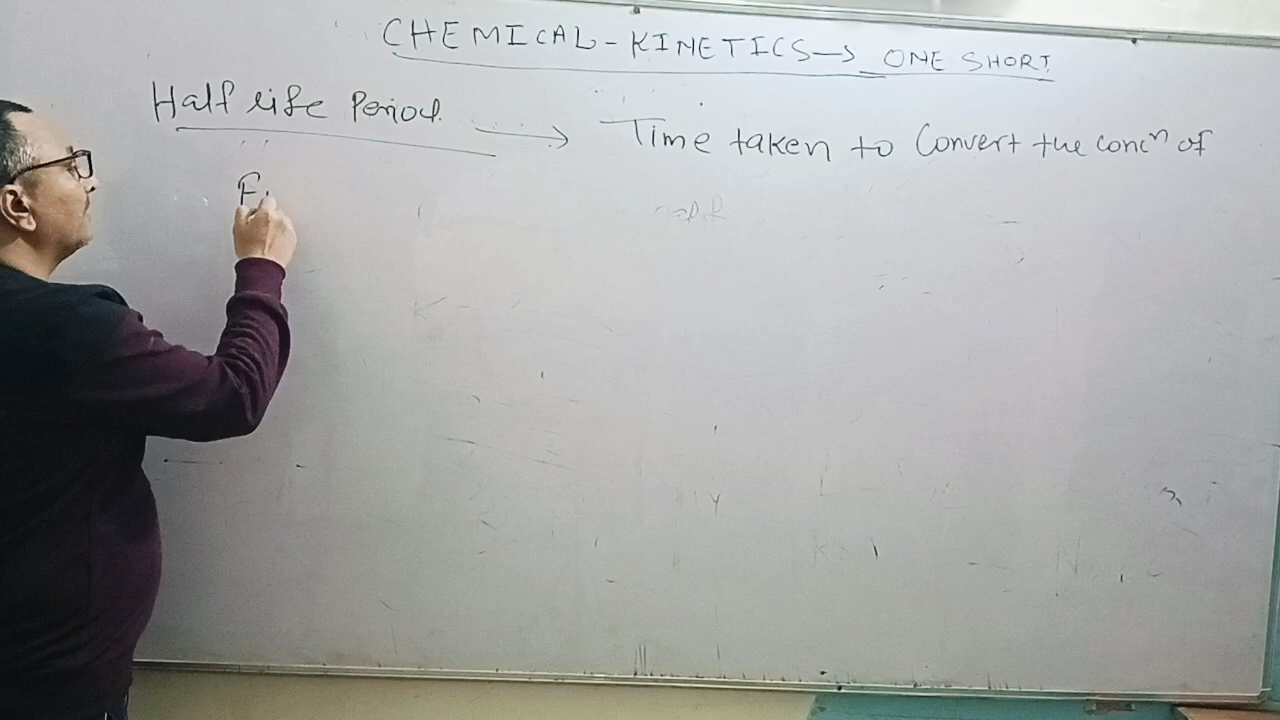 CHEMICAL-KINETICS→ ONE SHORT
Half life Period → Time taken to Convert the concⁿ of
F